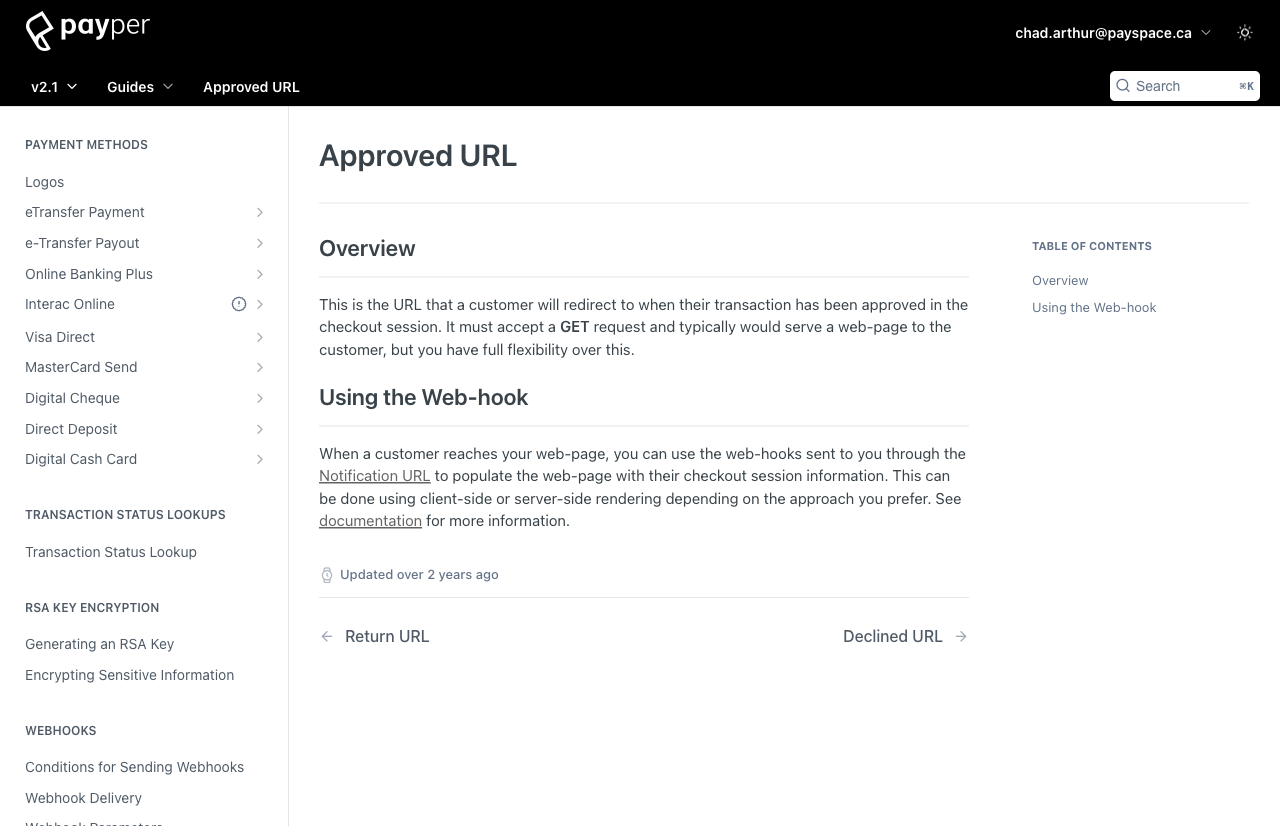 payper
chad.arthur@payspace.ca
v2.1 Guides Approved URL
Search ⌘K
PAYMENT METHODS
Logos
eTransfer Payment
e-Transfer Payout
Online Banking Plus
Interac Online
Visa Direct
MasterCard Send
Digital Cheque
Direct Deposit
Digital Cash Card
TRANSACTION STATUS LOOKUPS
Transaction Status Lookup
RSA KEY ENCRYPTION
Generating an RSA Key
Encrypting Sensitive Information
WEBHOOKS
Conditions for Sending Webhooks
Webhook Delivery
Webhook Parameters
Approved URL
Overview
This is the URL that a customer will redirect to when their transaction has been approved in the
checkout session. It must accept a GET request and typically would serve a web-page to the
customer, but you have full flexibility over this.
Using the Web-hook
When a customer reaches your web-page, you can use the web-hooks sent to you through the
Notification URL to populate the web-page with their checkout session information. This can
be done using client-side or server-side rendering depending on the approach you prefer. See
documentation for more information.
Updated over 2 years ago
Return URL
Declined URL
TABLE OF CONTENTS
Overview
Using the Web-hook